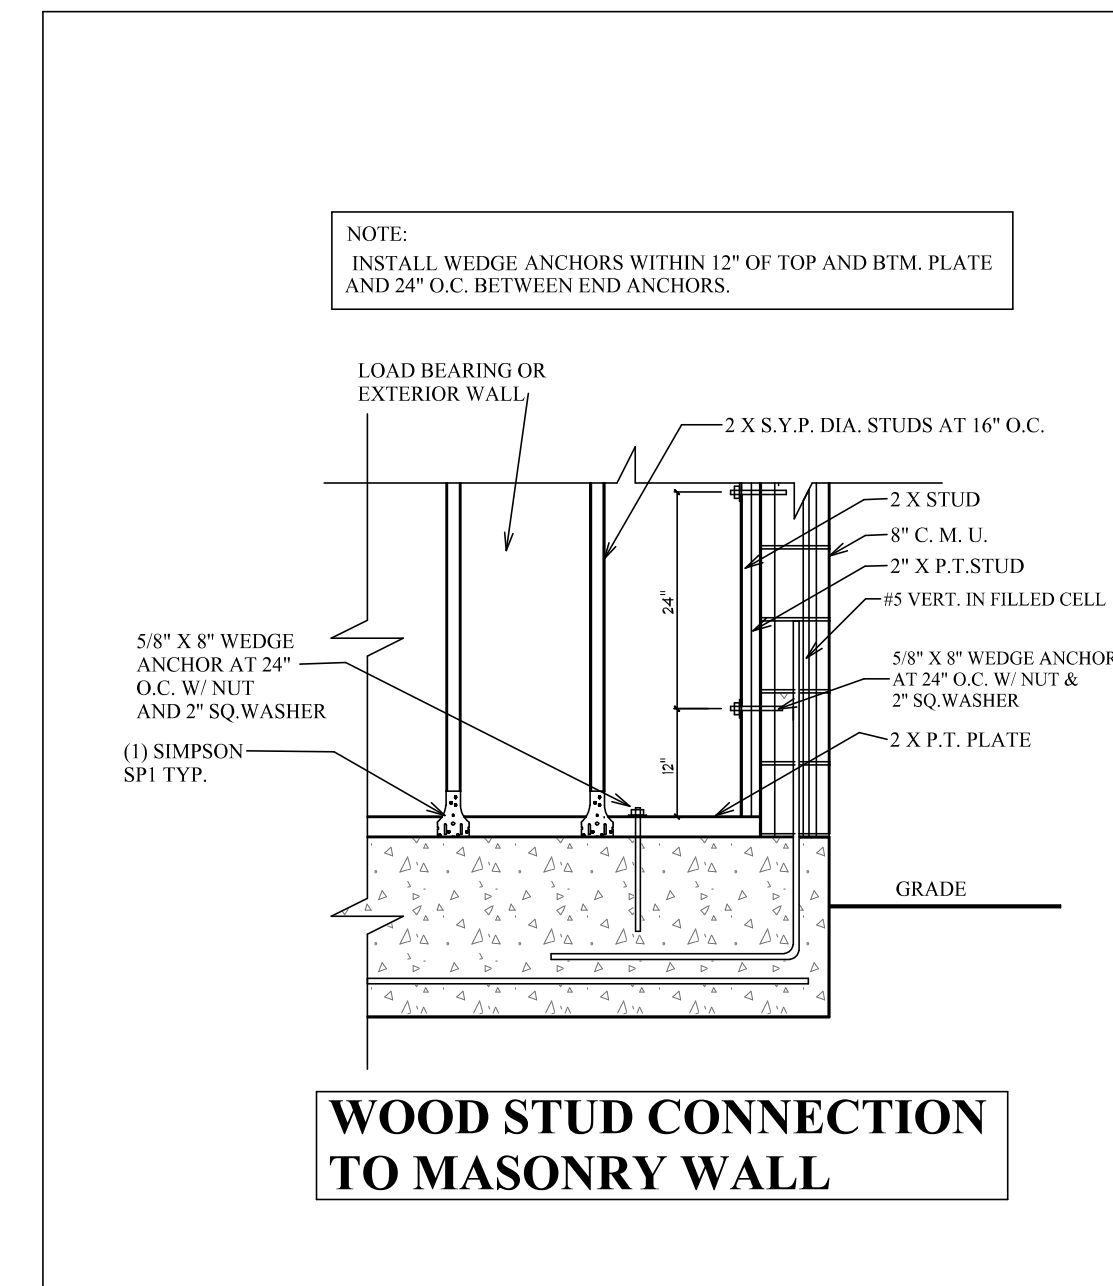 NOTE:
INSTALL WEDGE ANCHORS WITHIN 12" OF TOP AND BTM. PLATE
AND 24" O.C. BETWEEN END ANCHORS.
LOAD BEARING OR
EXTERIOR WALL
2 X S.Y.P. DIA. STUDS AT 16" O.C.
2 X STUD
8" C. M. U.
2" X P.T.STUD
#5 VERT. IN FILLED CELL
24"
5/8" X 8" WEDGE
ANCHOR AT 24"
O.C. W/ NUT
AND 2" SQ.WASHER
5/8" X 8" WEDGE ANCHOR
AT 24" O.C. W/ NUT &
2" SQ.WASHER
(1) SIMPSON
SP1 TYP.
2 X P.T. PLATE
12"
GRADE
WOOD STUD CONNECTION
TO MASONRY WALL